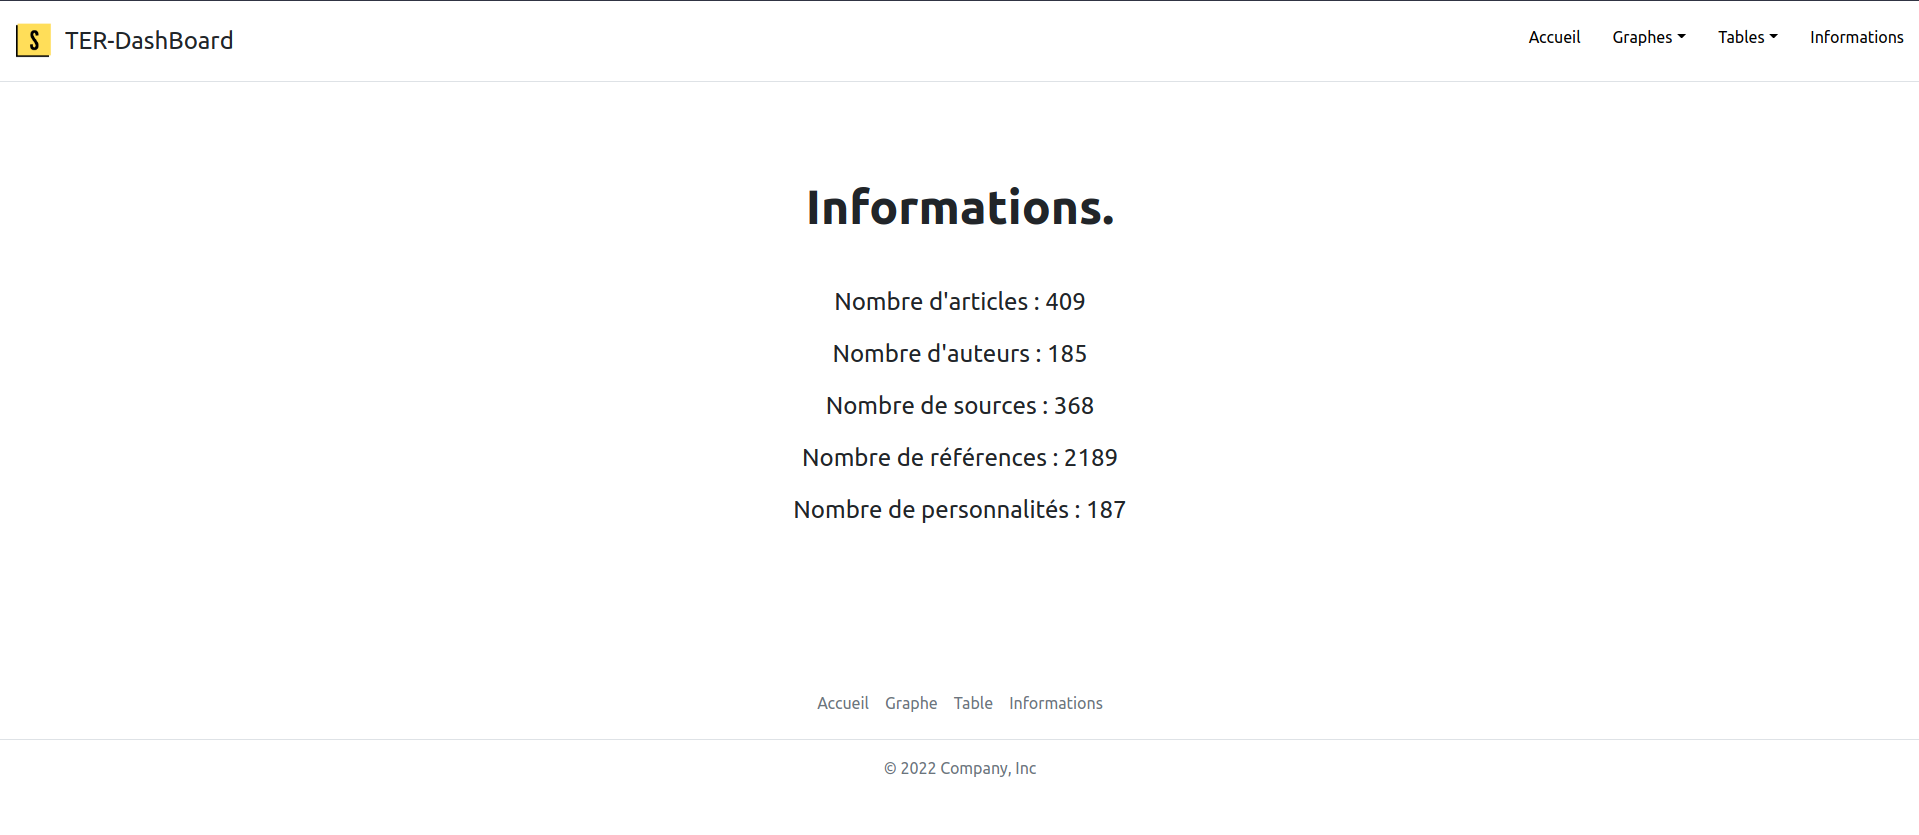 S TER-DashBoard Accueil Graphes Tables Informations
Informations.
Nombre d'articles : 409
Nombre d'auteurs : 185
Nombre de sources : 368
Nombre de références : 2189
Nombre de personnalités : 187
Accueil Graphe Table Informations
© 2022 Company, Inc